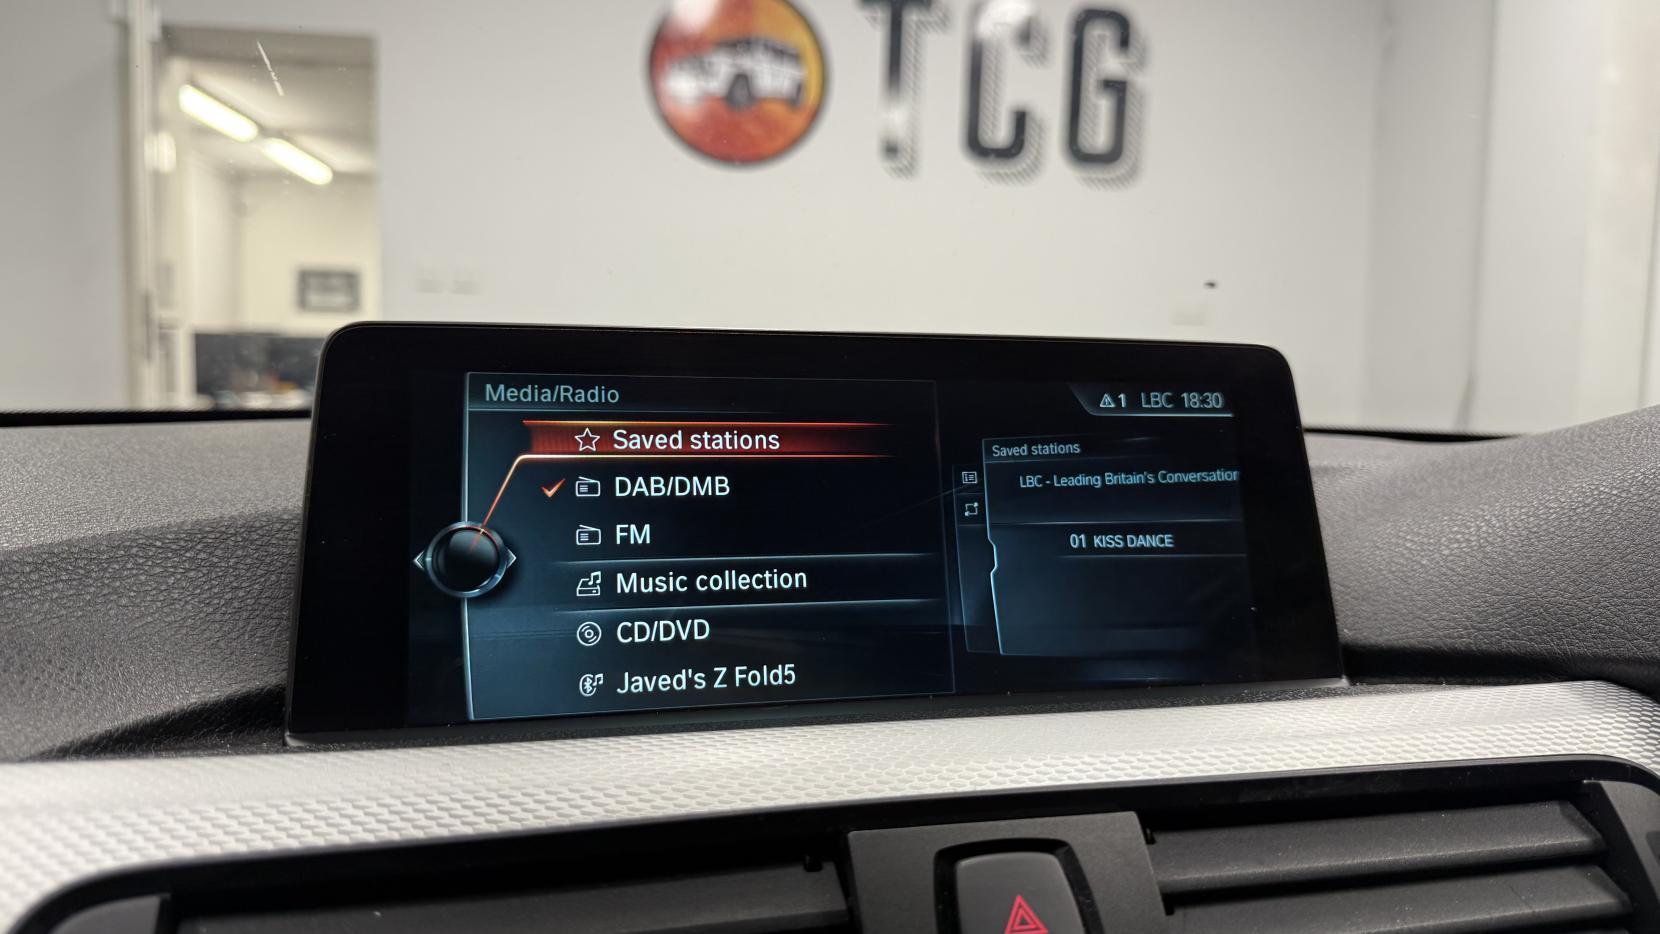 TCG
Media/Radio
Saved stations
DAB/DMB
FM
Music collection
CD/DVD
Javed's Z Fold5
1 LBC 18:30
Saved stations
LBC - Leading Britain's Conversation
01 KISS DANCE